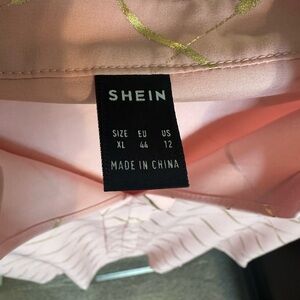 SHEIN
SIZE EU US
XL 44 12
MADE IN CHINA